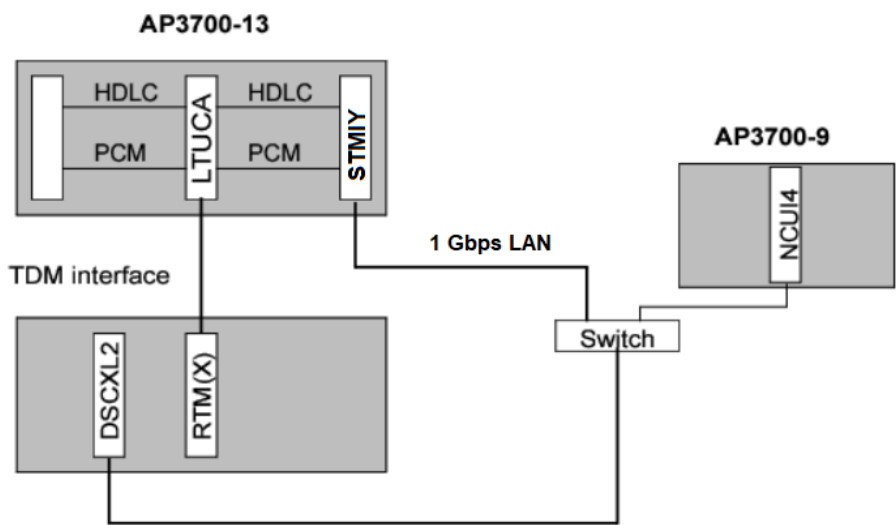 AP3700-13
HDLC
HDLC
PCM
PCM
LTUCA
STMIY
AP3700-9
NCUI4
1 Gbps LAN
TDM interface
Switch
DSCXL2
RTM(X)